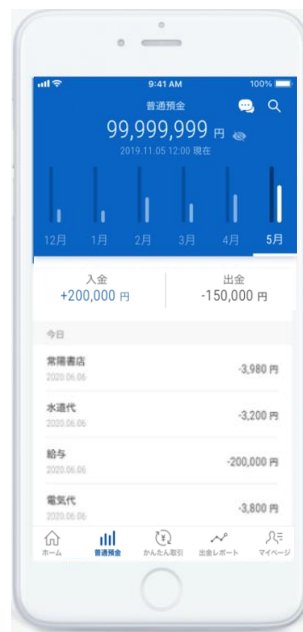 9:41 AM 100%
普通預金
99,999,999 円
2019.11.05 12:00 現在
12月 1月 2月 3月 4月 5月
入金 出金
+200,000 円 -150,000 円
今日
常陽書店
2020.06.06
-3,980 円
水道代
2020.06.06
-3,200 円
給与
2020.06.06
-200,000 円
電気代
2020.06.06
-3,800 円
ホーム 普通預金 かんたん取引 出金レポート マイページ